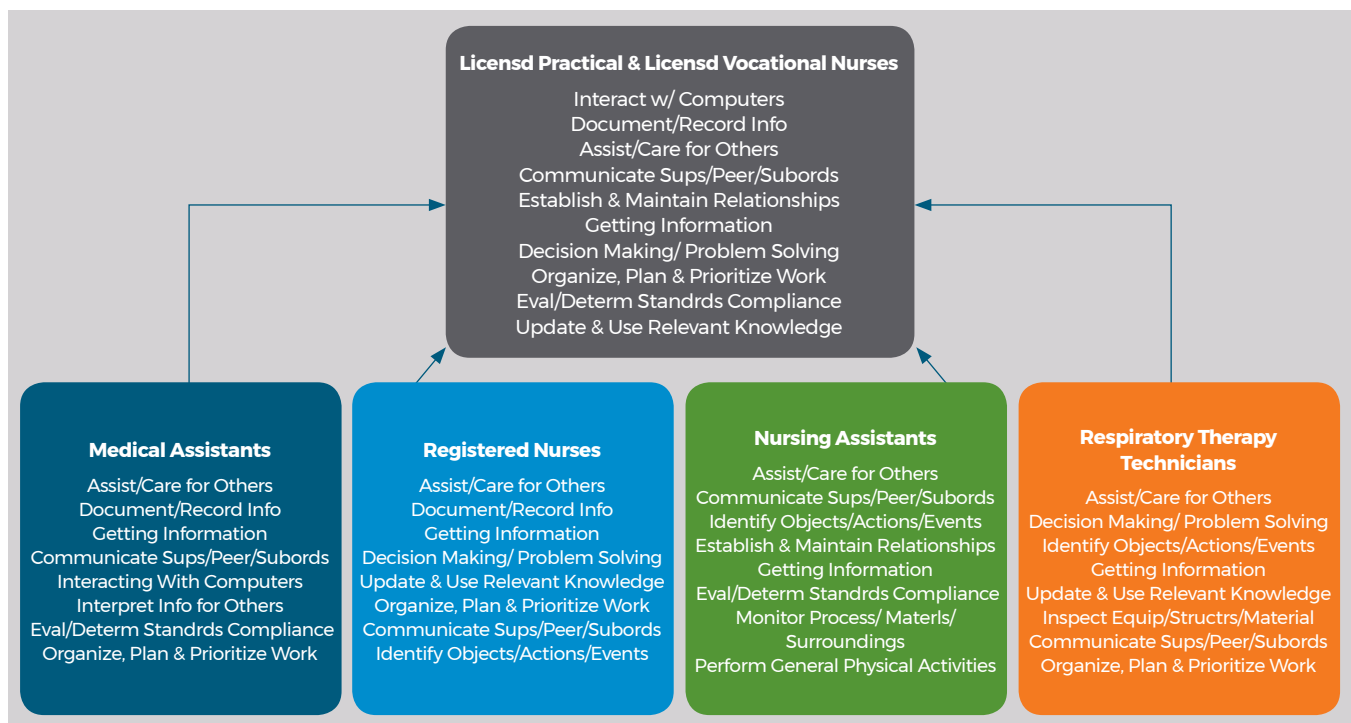 Licensd Practical & Licensd Vocational Nurses
Interact w/ Computers
Document/Record Info
Assist/Care for Others
Communicate Sups/Peer/Subords
Establish & Maintain Relationships
Getting Information
Decision Making/ Problem Solving
Organize, Plan & Prioritize Work
Eval/Determ Standrds Compliance
Update & Use Relevant Knowledge
Medical Assistants
Assist/Care for Others
Document/Record Info
Getting Information
Communicate Sups/Peer/Subords
Interacting With Computers
Interpret Info for Others
Eval/Determ Standrds Compliance
Organize, Plan & Prioritize Work
Registered Nurses
Assist/Care for Others
Document/Record Info
Getting Information
Decision Making/ Problem Solving
Update & Use Relevant Knowledge
Organize, Plan & Prioritize Work
Communicate Sups/Peer/Subords
Identify Objects/Actions/Events
Nursing Assistants
Assist/Care for Others
Communicate Sups/Peer/Subords
Identify Objects/Actions/Events
Establish & Maintain Relationships
Getting Information
Eval/Determ Standrds Compliance
Monitor Process/ Materls/
Surroundings
Perform General Physical Activities
Respiratory Therapy
Technicians
Assist/Care for Others
Decision Making/ Problem Solving
Identify Objects/Actions/Events
Getting Information
Update & Use Relevant Knowledge
Inspect Equip/Structrs/Material
Communicate Sups/Peer/Subords
Organize, Plan & Prioritize Work